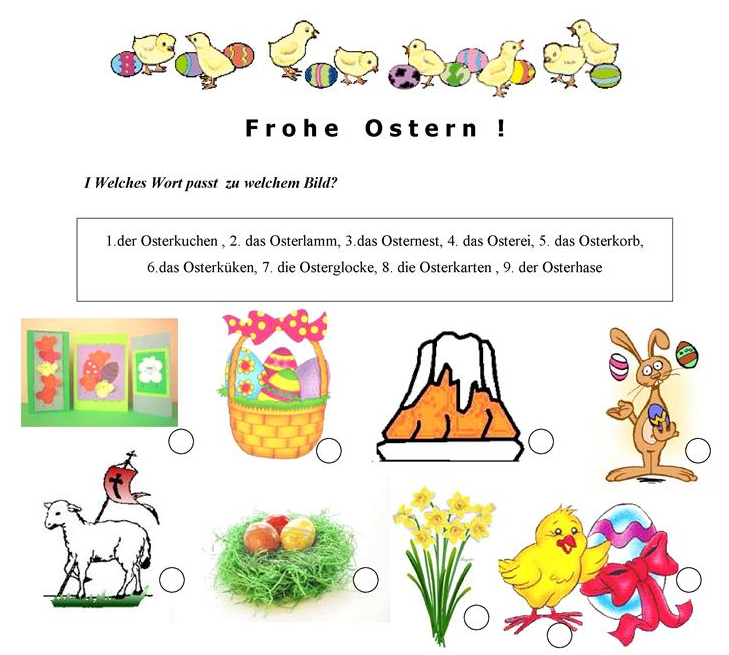 Frohe Ostern !
I Welches Wort passt zu welchem Bild?
1.der Osterkuchen , 2. das Osterlamm, 3.das Osternest, 4. das Osterei, 5. das Osterkorb,
6.das Osterküken, 7. die Osterglocke, 8. die Osterkarten , 9. der Osterhase